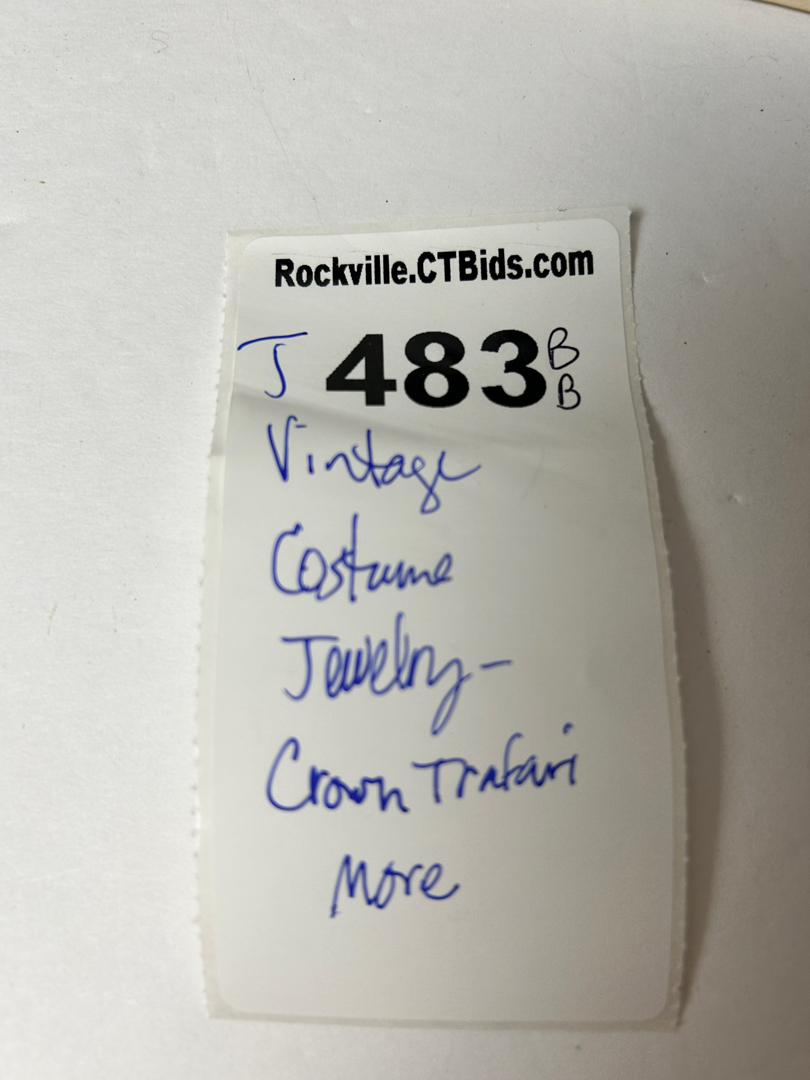 Rockville.CTBids.com
J 483 B
B
Vintage
Costume
Jewelry -
Crown Trafari
More